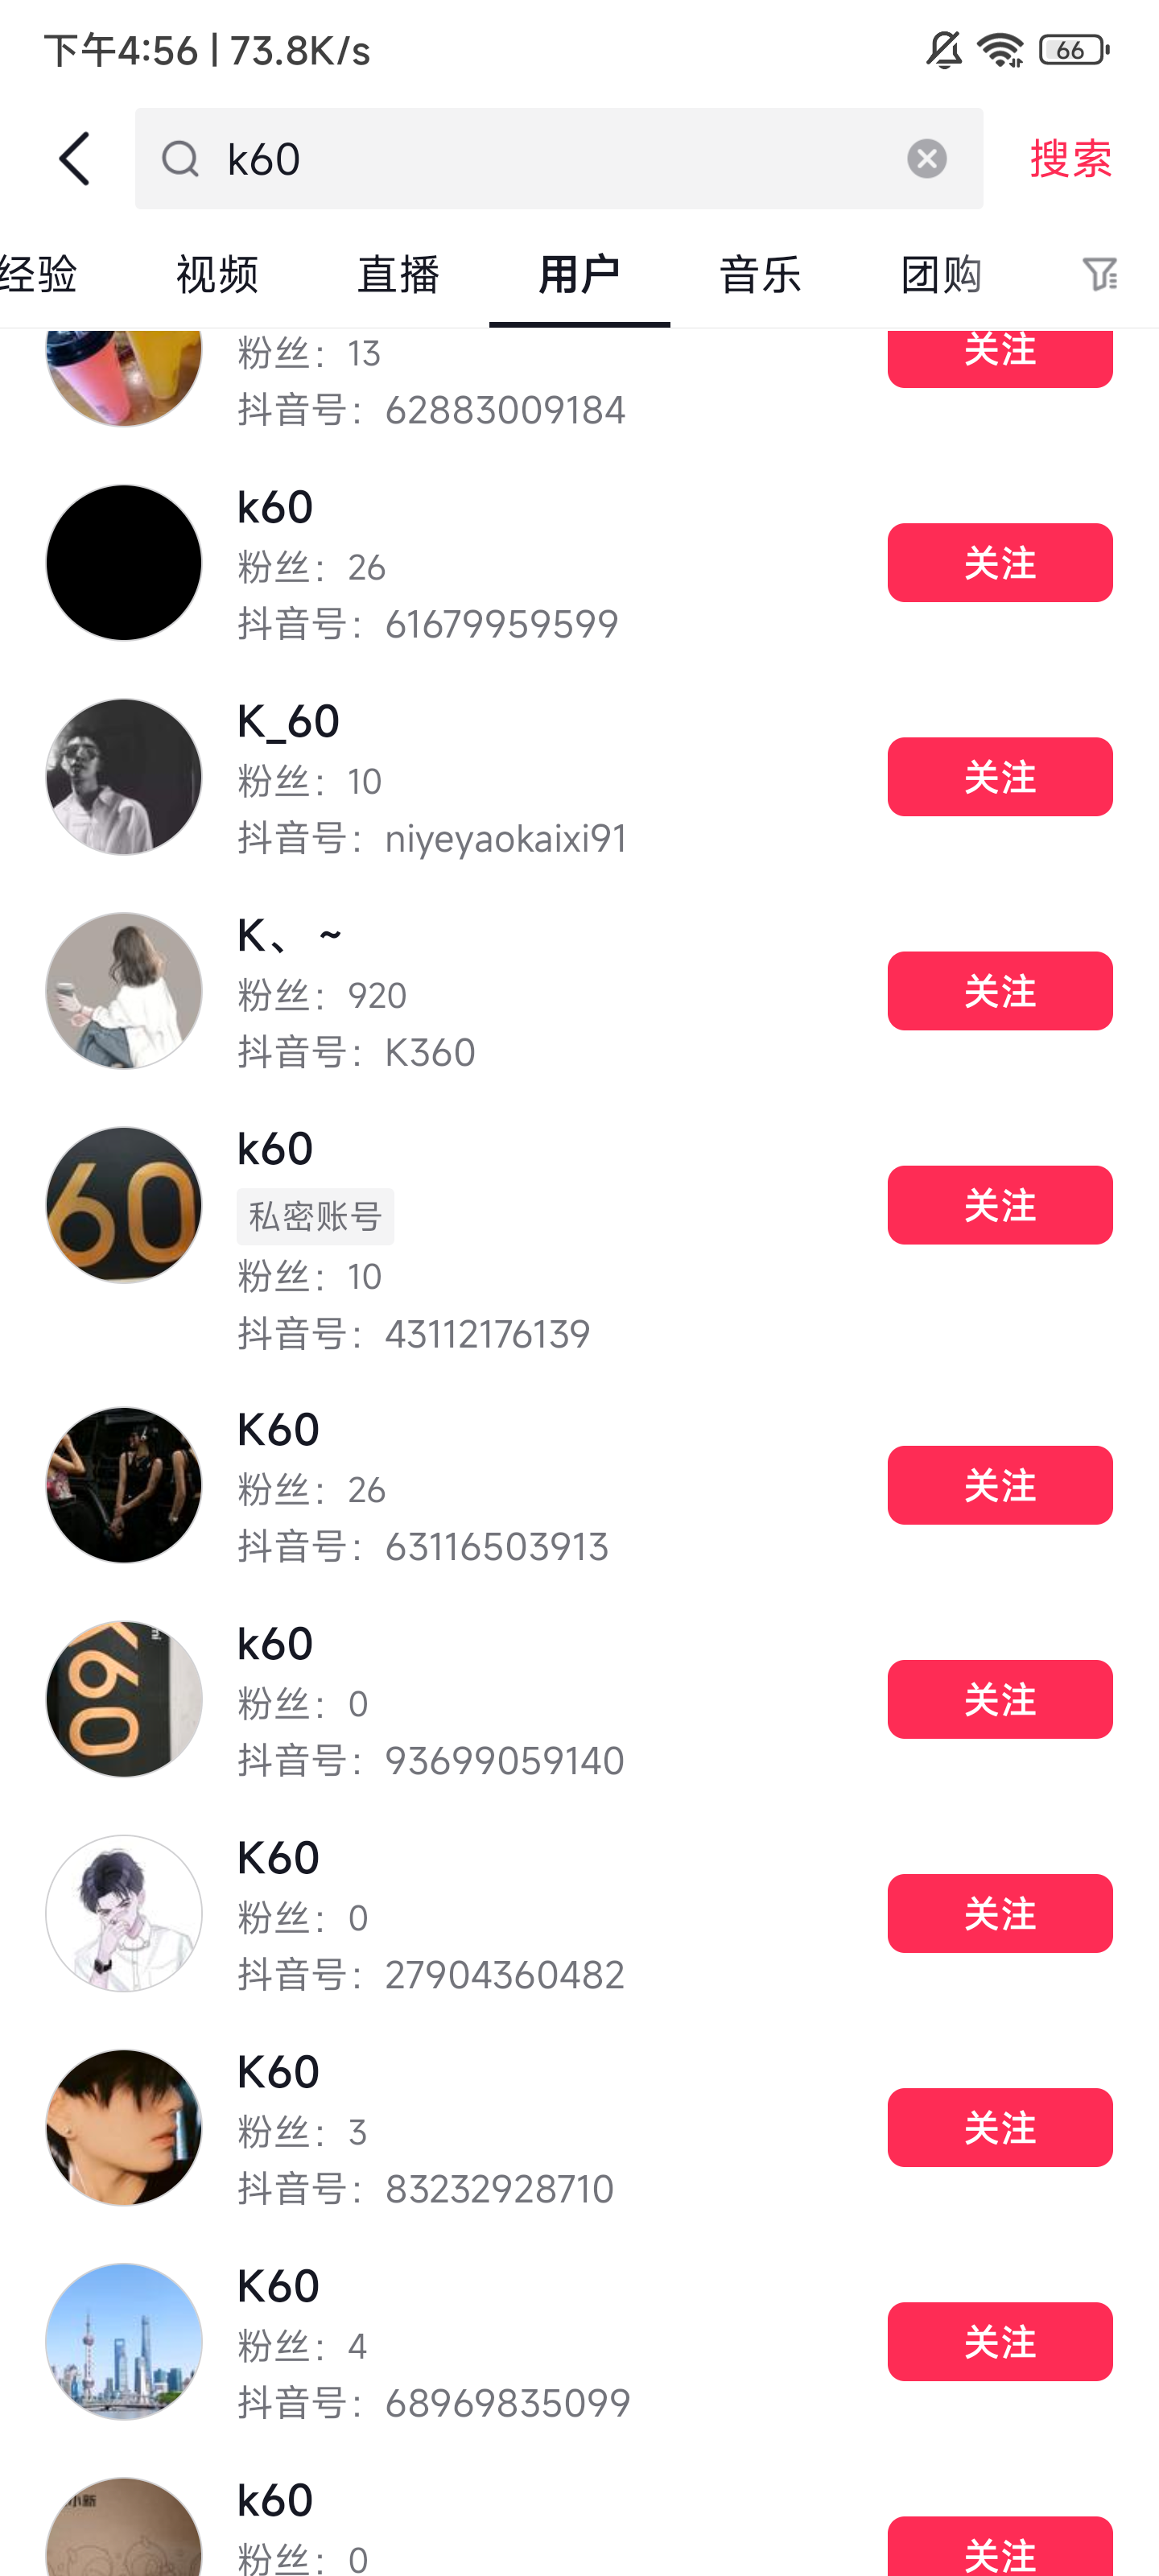 下午4:56 | 73.8K/s
66
k60
搜索
经验 视频 直播 用户 音乐 团购
粉丝：13
关注
抖音号：62883009184
k60
粉丝：26
关注
抖音号：61679959599
K_60
粉丝：10
关注
抖音号：niyeyaokaixi91
K、~
粉丝：920
关注
抖音号：K360
60
k60
私密账号
关注
粉丝：10
抖音号：43112176139
K60
粉丝：26
关注
抖音号：63116503913
K60
k60
粉丝：0
关注
抖音号：93699059140
K60
粉丝：0
关注
抖音号：27904360482
K60
粉丝：3
关注
抖音号：83232928710
K60
粉丝：4
关注
抖音号：68969835099
小新
k60
粉丝：0
关注